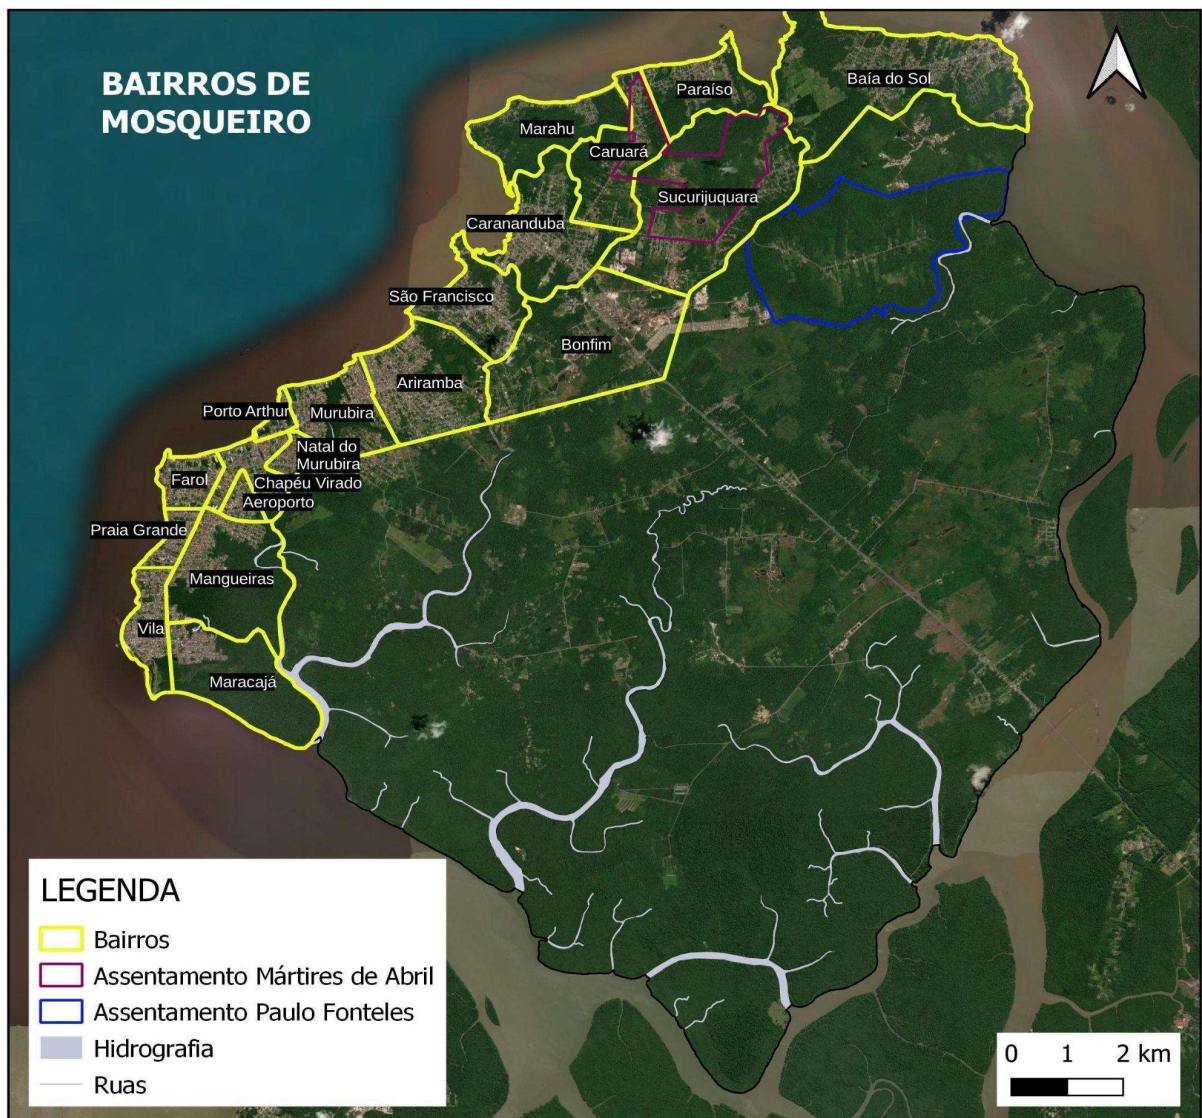 BAIRROS DE
MOSQUEIRO
Baía do Sol
Paraíso
Marahu
Caruará
Sucurijuquara
Carananduba
São Francisco
Bonfim
Ariramba
Porto Arthur
Murubira
Natal do
Murubira
Farol
Chapéu Virado
Aeroporto
Praia Grande
Mangueiras
Vila
Maracajá
LEGENDA
Bairros
Assentamento Mártires de Abril
Assentamento Paulo Fonteles
Hidrografia
Ruas
0 1 2 km